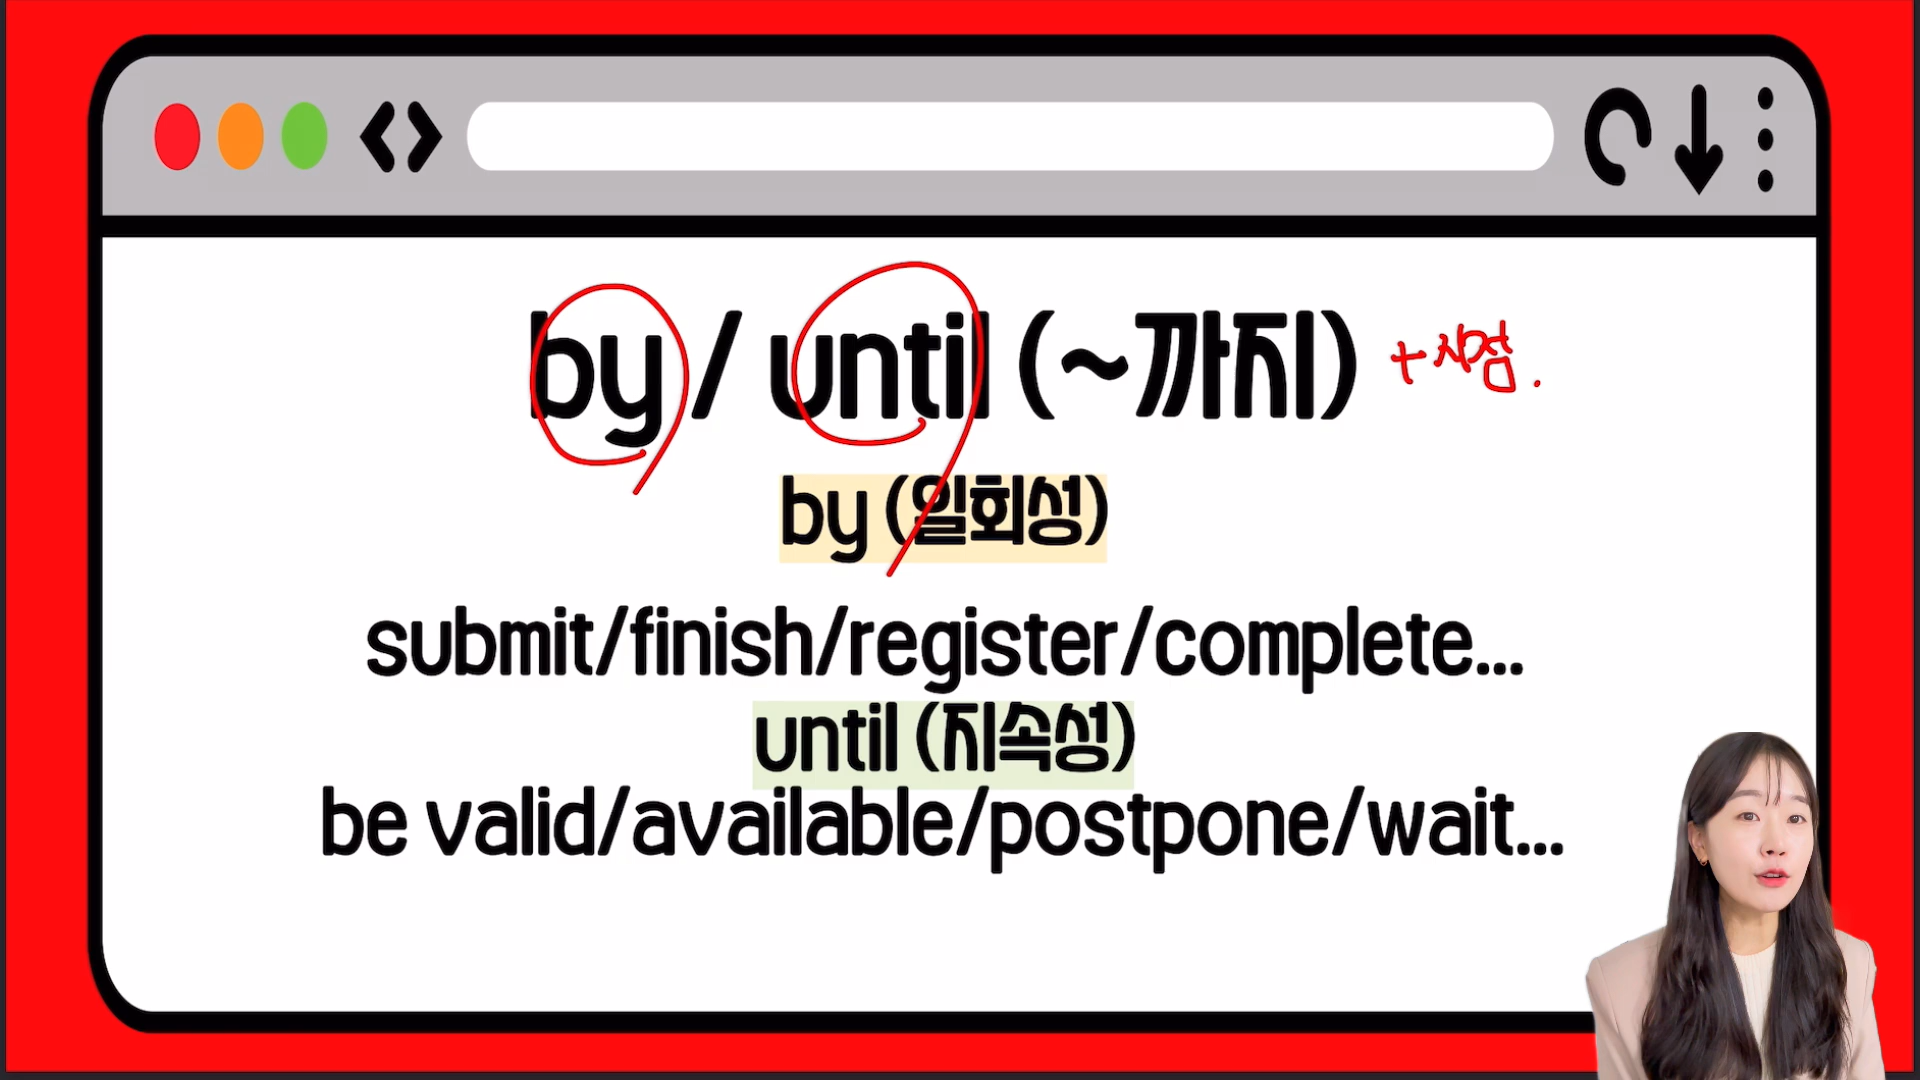 by / until (~까지) + 시점.
by (일회성)
submit/finish/register/complete...
until (지속성)
be valid/available/postpone/wait...